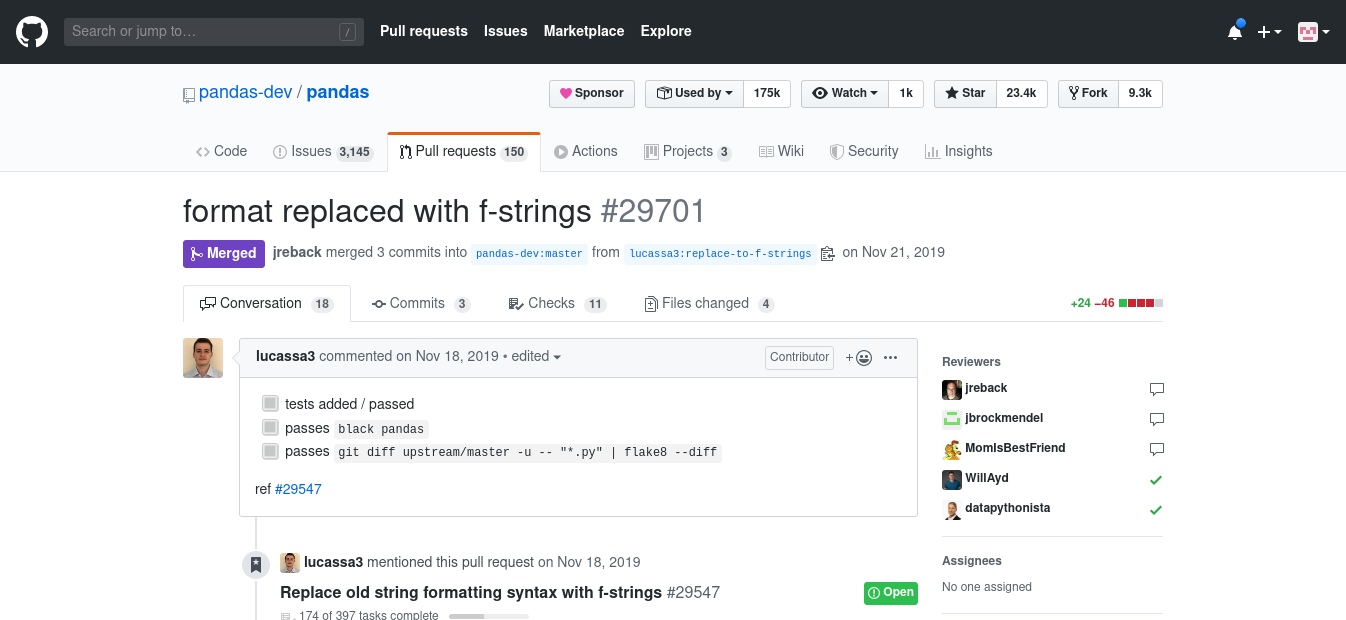 Search or jump to… /
Pull requests Issues Marketplace Explore
pandas-dev / pandas
Sponsor Used by 175k Watch 1k Star 23.4k Fork 9.3k
Code Issues 3,145 Pull requests 150 Actions Projects 3 Wiki Security Insights
format replaced with f-strings #29701
Merged jreback merged 3 commits into pandas-dev:master from lucassa3:replace-to-f-strings on Nov 21, 2019
Conversation 18 Commits 3 Checks 11 Files changed 4 +24 −46
lucassa3 commented on Nov 18, 2019 • edited Contributor
tests added / passed
passes black pandas
passes git diff upstream/master -u -- "*.py" | flake8 --diff
ref #29547
lucassa3 mentioned this pull request on Nov 18, 2019
Replace old string formatting syntax with f-strings #29547
Open
174 of 397 tasks complete
Reviewers
jreback
jbrockmendel
MomIsBestFriend
WillAyd
datapythonista
Assignees
No one assigned